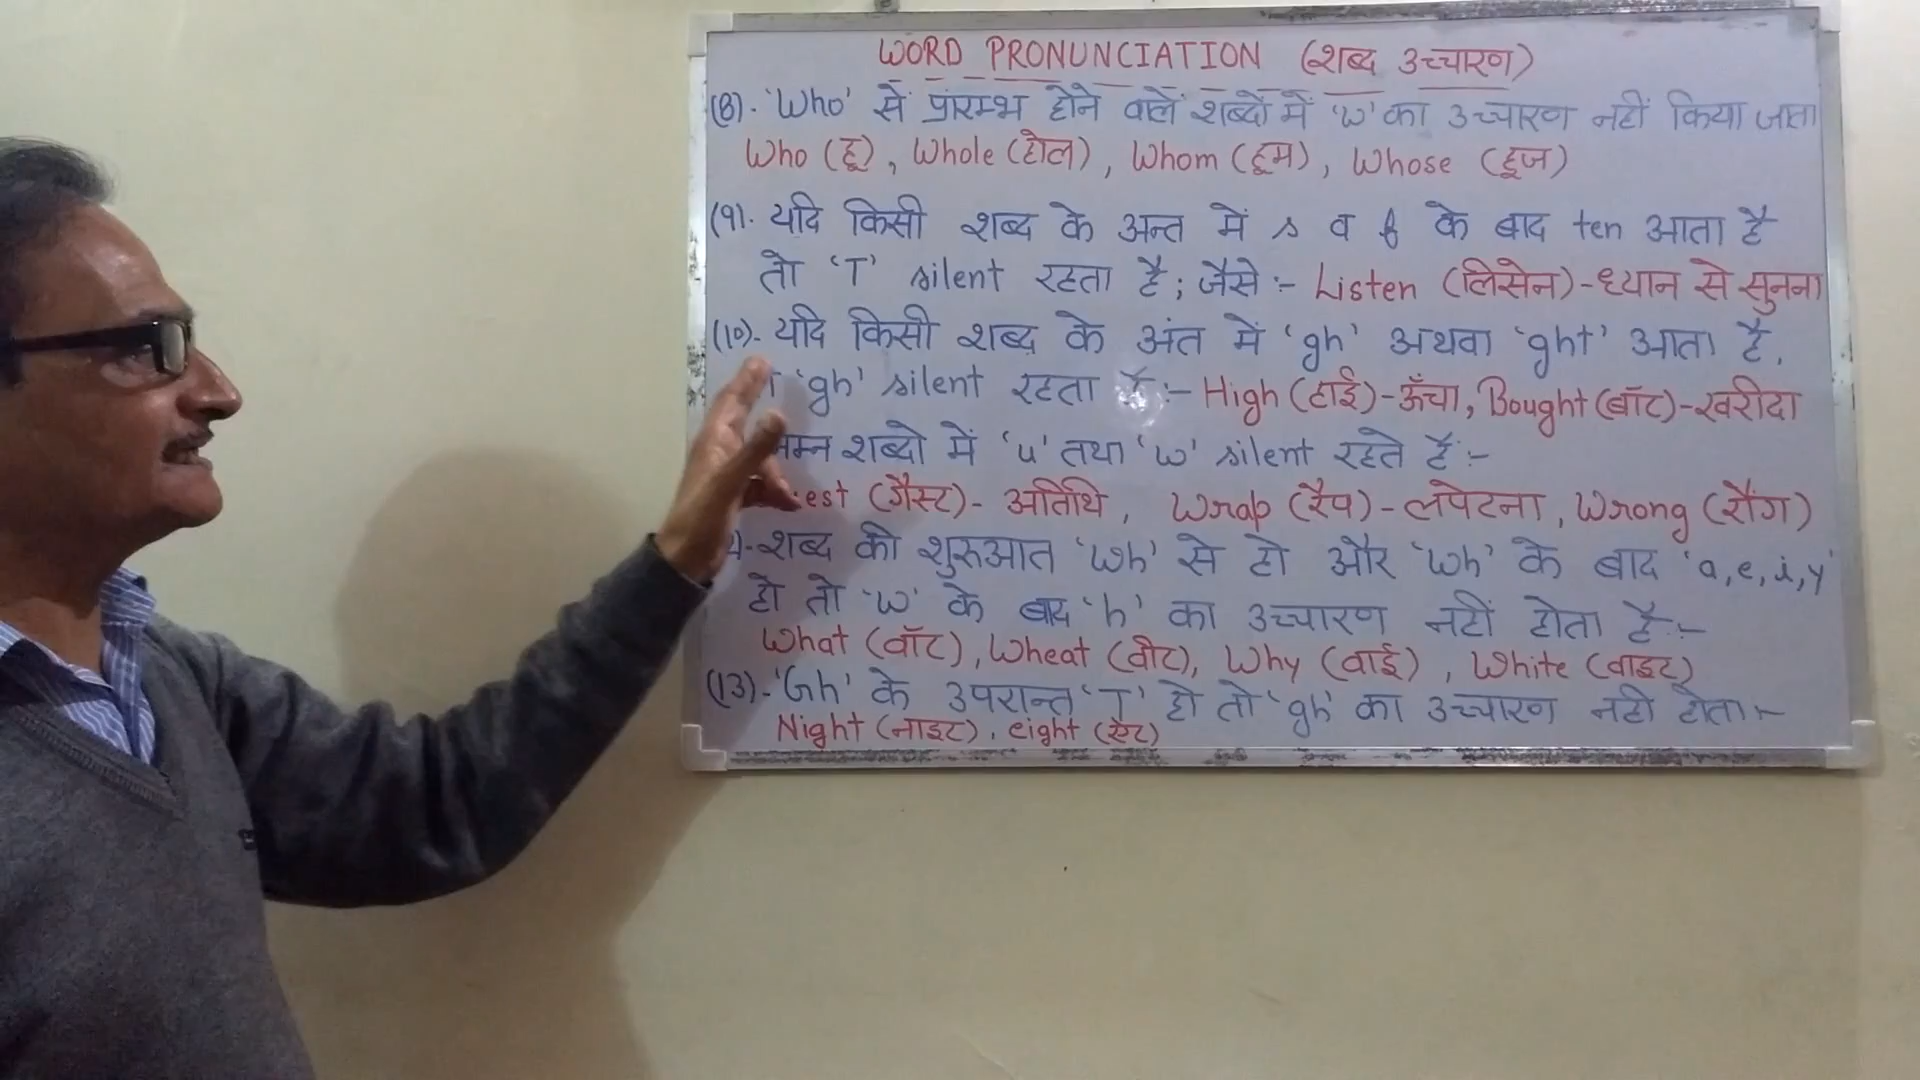 WORD PRONUNCIATION (शब्द उच्चारण)
(8). 'Who' सें प्रारम्भ होने वालें शब्दों में 'w' का उच्चारण नहीं किया जाता
Who (हू), Whole (होल), Whom (हूम), Whose (हूज)
(9). यदि किसी शब्द के अन्त में s व f के बाद ten आता है
तो 'T' silent रहता है; जैसे :- Listen (लिसेन)-ध्यान से सुनना
(10).- यदि किसी शब्द के अंत में 'gh' अथवा 'ght' आता है,
'gh' silent रहता है:- High (हाई)-ऊँचा, Bought (बॉट)-खरीदा
शब्दो में 'u' तथा 'w' silent रहते हैं:-
est (गैस्ट)- अतिथि, Wrap (रैप)-लपेटना, Wrong (रौंग)
शब्द की शुरुआत 'Wh' से हो और 'Wh' के बाद 'a,e,i,y'
हो तो 'w' के बाद 'h' का उच्चारण नहीं होता है:-
What (वॉट), Wheat (वीट), Why (वाई), White (वाइट)
(13)-'Gh' के उपरान्त 'T' हो तो 'gh' का उच्चारण नही होता:-
Night (नाइट), eight (ऐट)